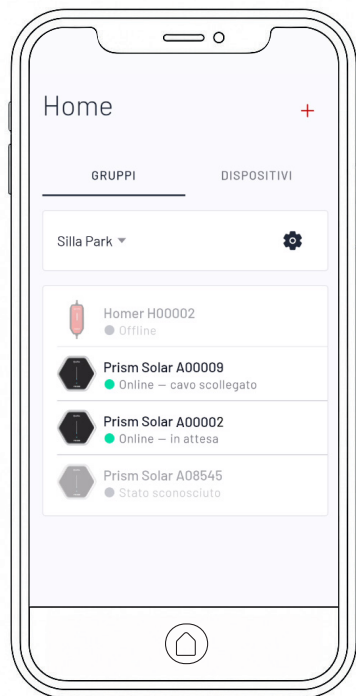 Home
+
GRUPPI
DISPOSITIVI
Silla Park
Homer H00002
Offline
Prism Solar A00009
Online — cavo scollegato
Prism Solar A00002
Online — in attesa
Prism Solar A08545
Stato sconosciuto